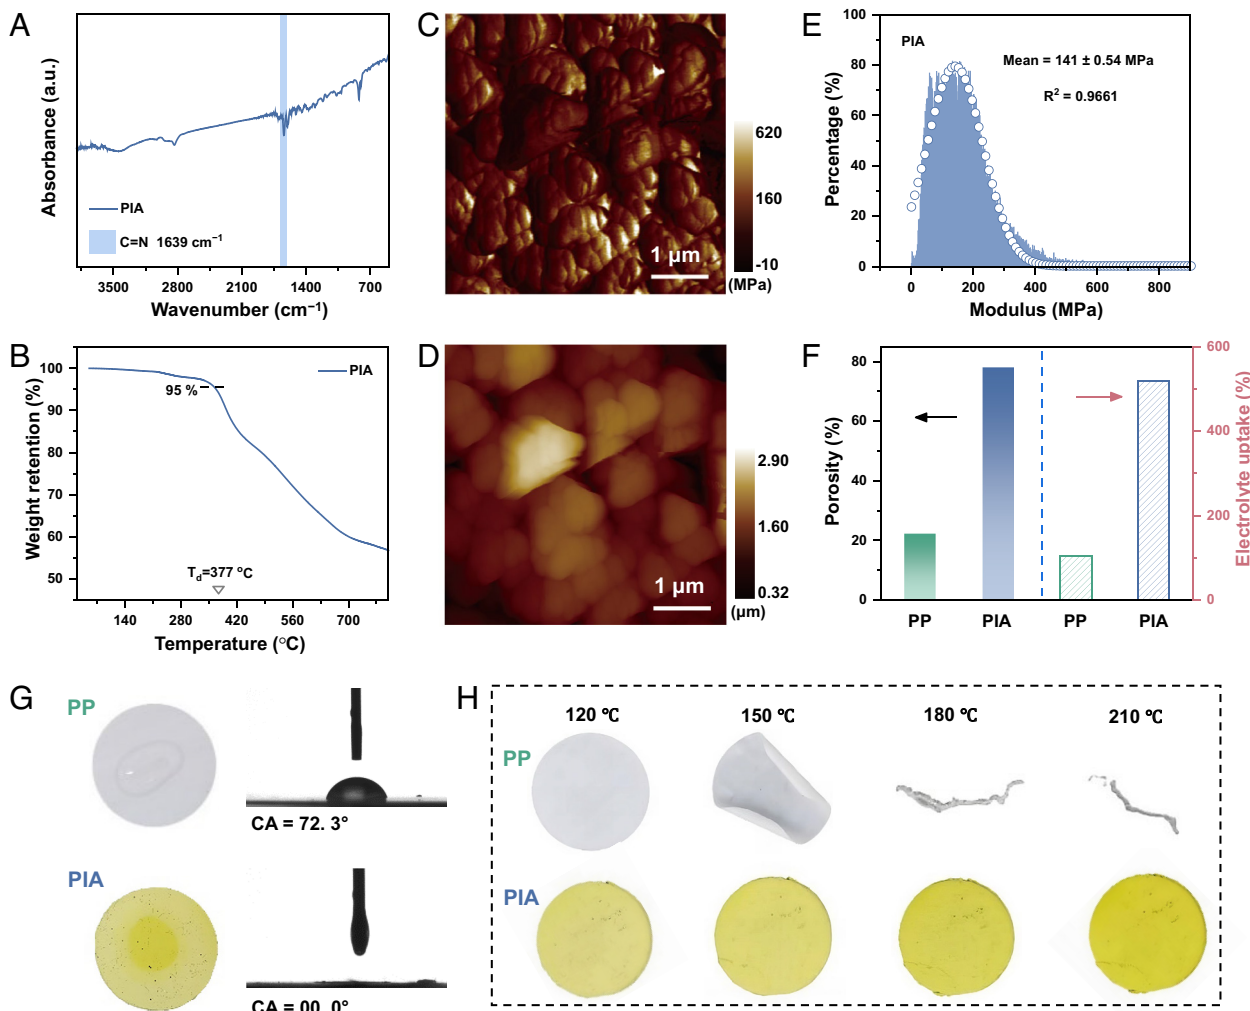 A
Absorbance (a.u.)
PIA
C=N 1639 cm⁻¹
3500 2800 2100 1400 700
Wavenumber (cm⁻¹)
B
Weight retention (%)
100
90
80
70
60
50
PIA
95 %
T_d=377 °C
140 280 420 560 700
Temperature (°C)
C
1 μm
620
160
-10
(MPa)
D
1 μm
2.90
1.60
0.32
(μm)
E
Percentage (%)
100
80
60
40
20
0
PIA
Mean = 141 ± 0.54 MPa
R² = 0.9661
0 200 400 600 800
Modulus (MPa)
F
Porosity (%)
80
60
40
20
0
600
400
200
0
Electrolyte uptake (%)
PP PIA PP PIA
G
PP
CA = 72. 3°
PIA
CA = 00. 0°
H
120 ℃ 150 ℃ 180 ℃ 210 ℃
PP
PIA